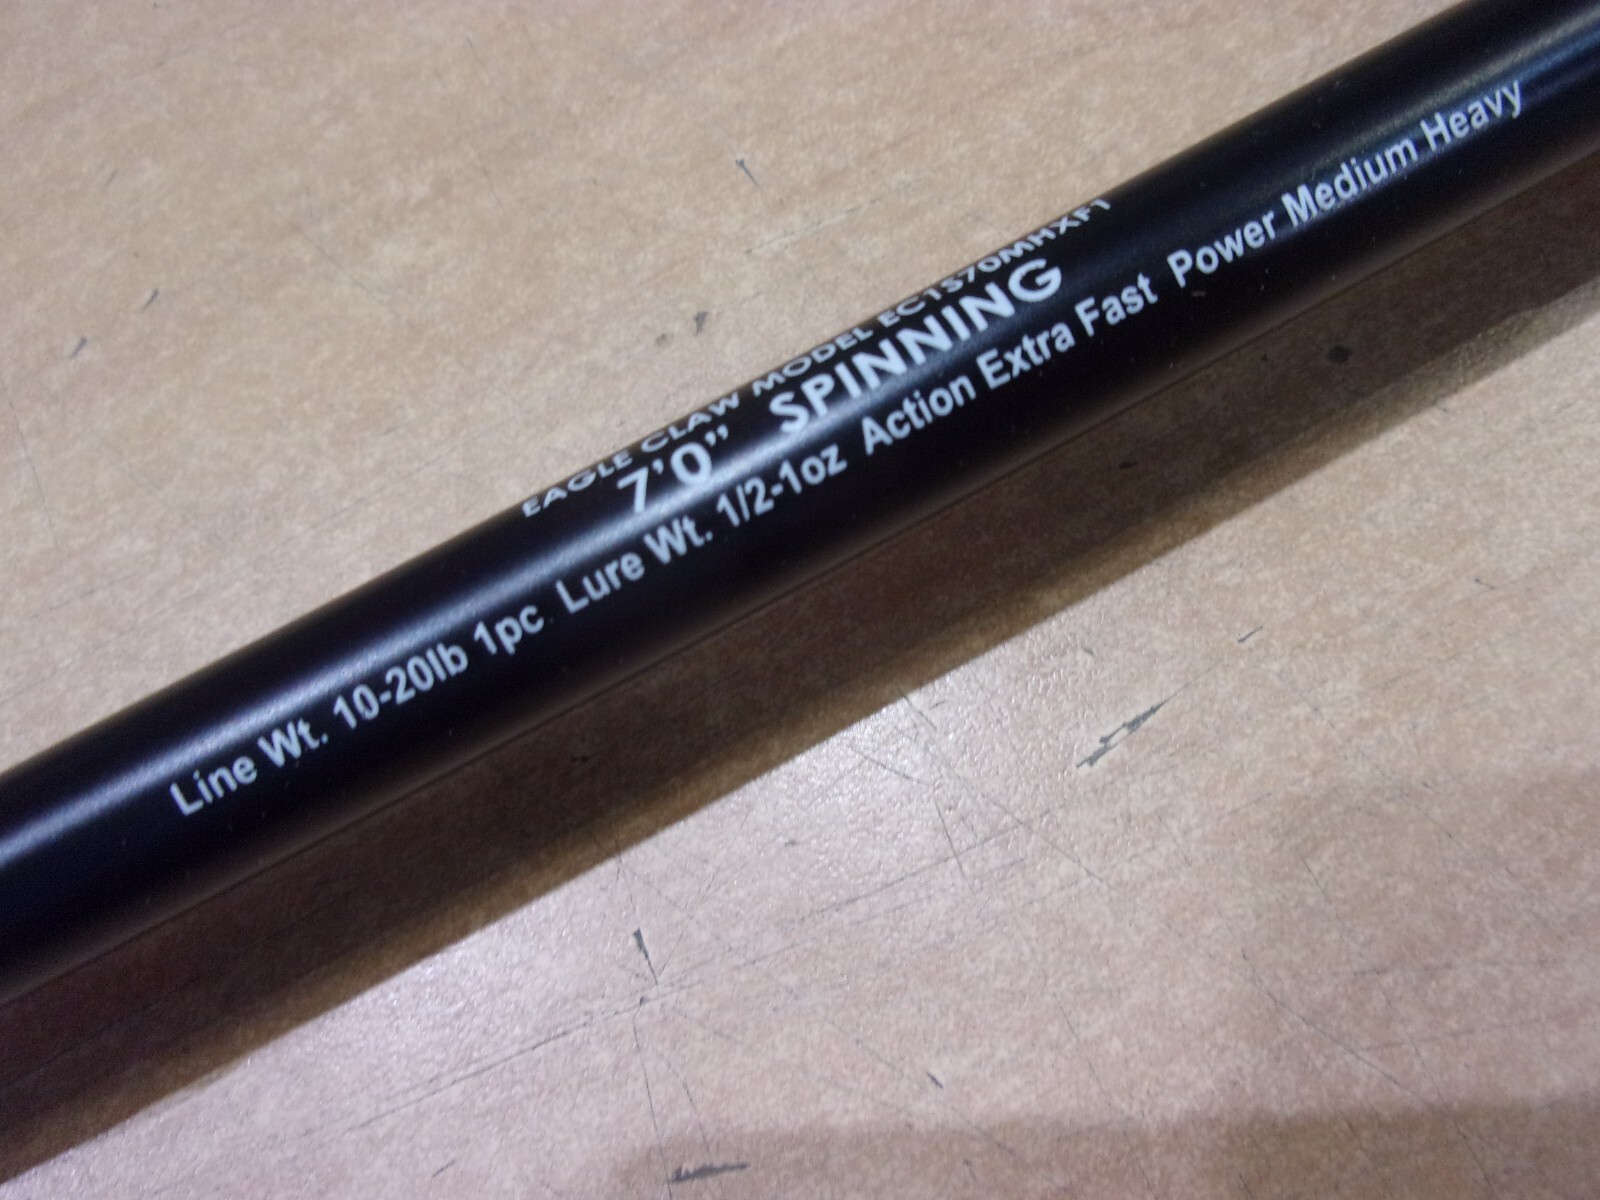 EAGLE CLAW MODEL ECTS70MHXF1
7'0" SPINNING
Line Wt. 10-20lb 1pc Lure Wt. 1/2-1oz Action Extra Fast Power Medium Heavy